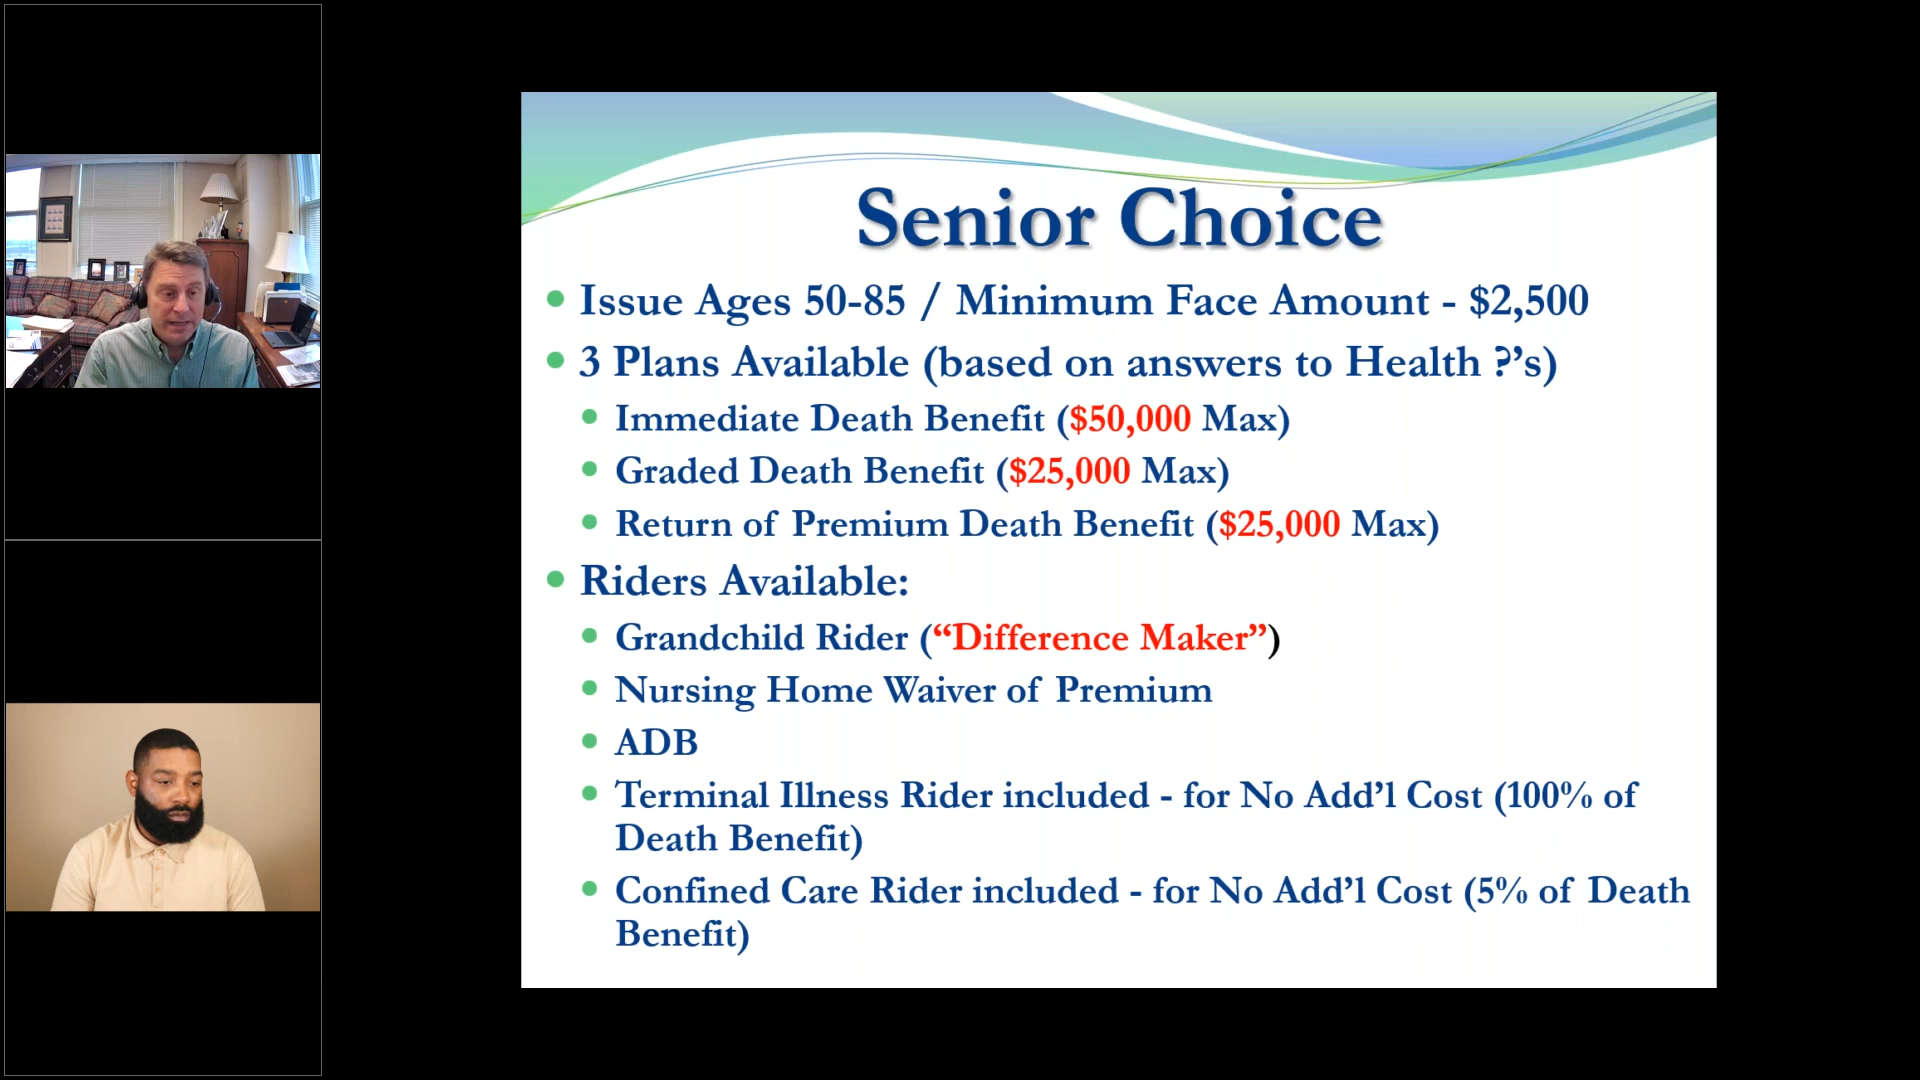 Senior Choice
Issue Ages 50-85 / Minimum Face Amount - $2,500
3 Plans Available (based on answers to Health ?’s)
Immediate Death Benefit ($50,000 Max)
Graded Death Benefit ($25,000 Max)
Return of Premium Death Benefit ($25,000 Max)
Riders Available:
Grandchild Rider (“Difference Maker”)
Nursing Home Waiver of Premium
ADB
Terminal Illness Rider included - for No Add’l Cost (100% of
Death Benefit)
Confined Care Rider included - for No Add’l Cost (5% of Death
Benefit)